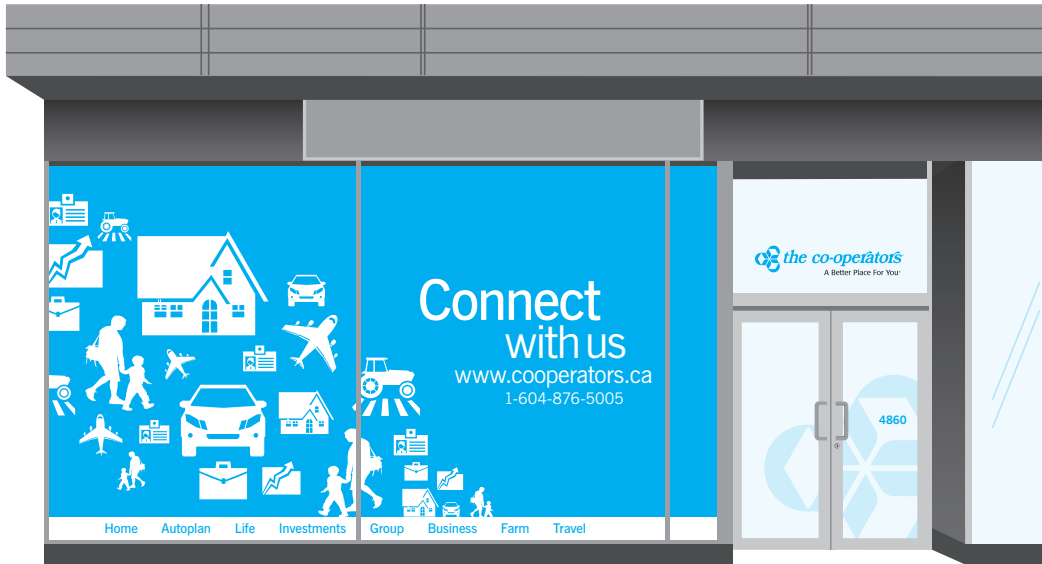 Connect
with us
www.cooperators.ca
1-604-876-5005
Home Autoplan Life Investments Group Business Farm Travel
the co-operators
A Better Place For You
4860